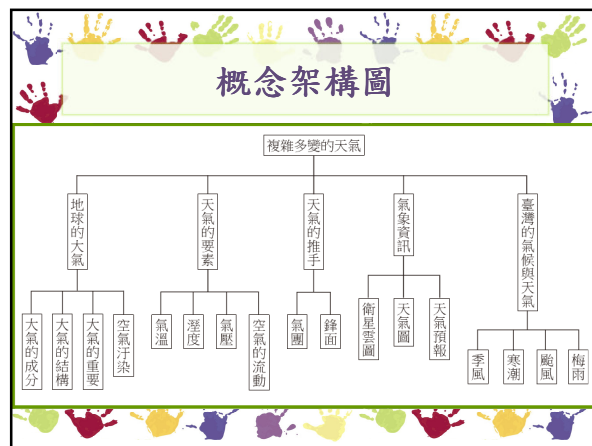 概念架構圖
複雜多變的天氣
地球的大氣
天氣的要素
天氣的推手
氣象資訊
臺灣的氣候與天氣
大氣的成分
大氣的結構
大氣的重要
空氣汙染
氣溫
溼度
氣壓
空氣的流動
氣團
鋒面
衛星雲圖
天氣圖
天氣預報
季風
寒潮
颱風
梅雨